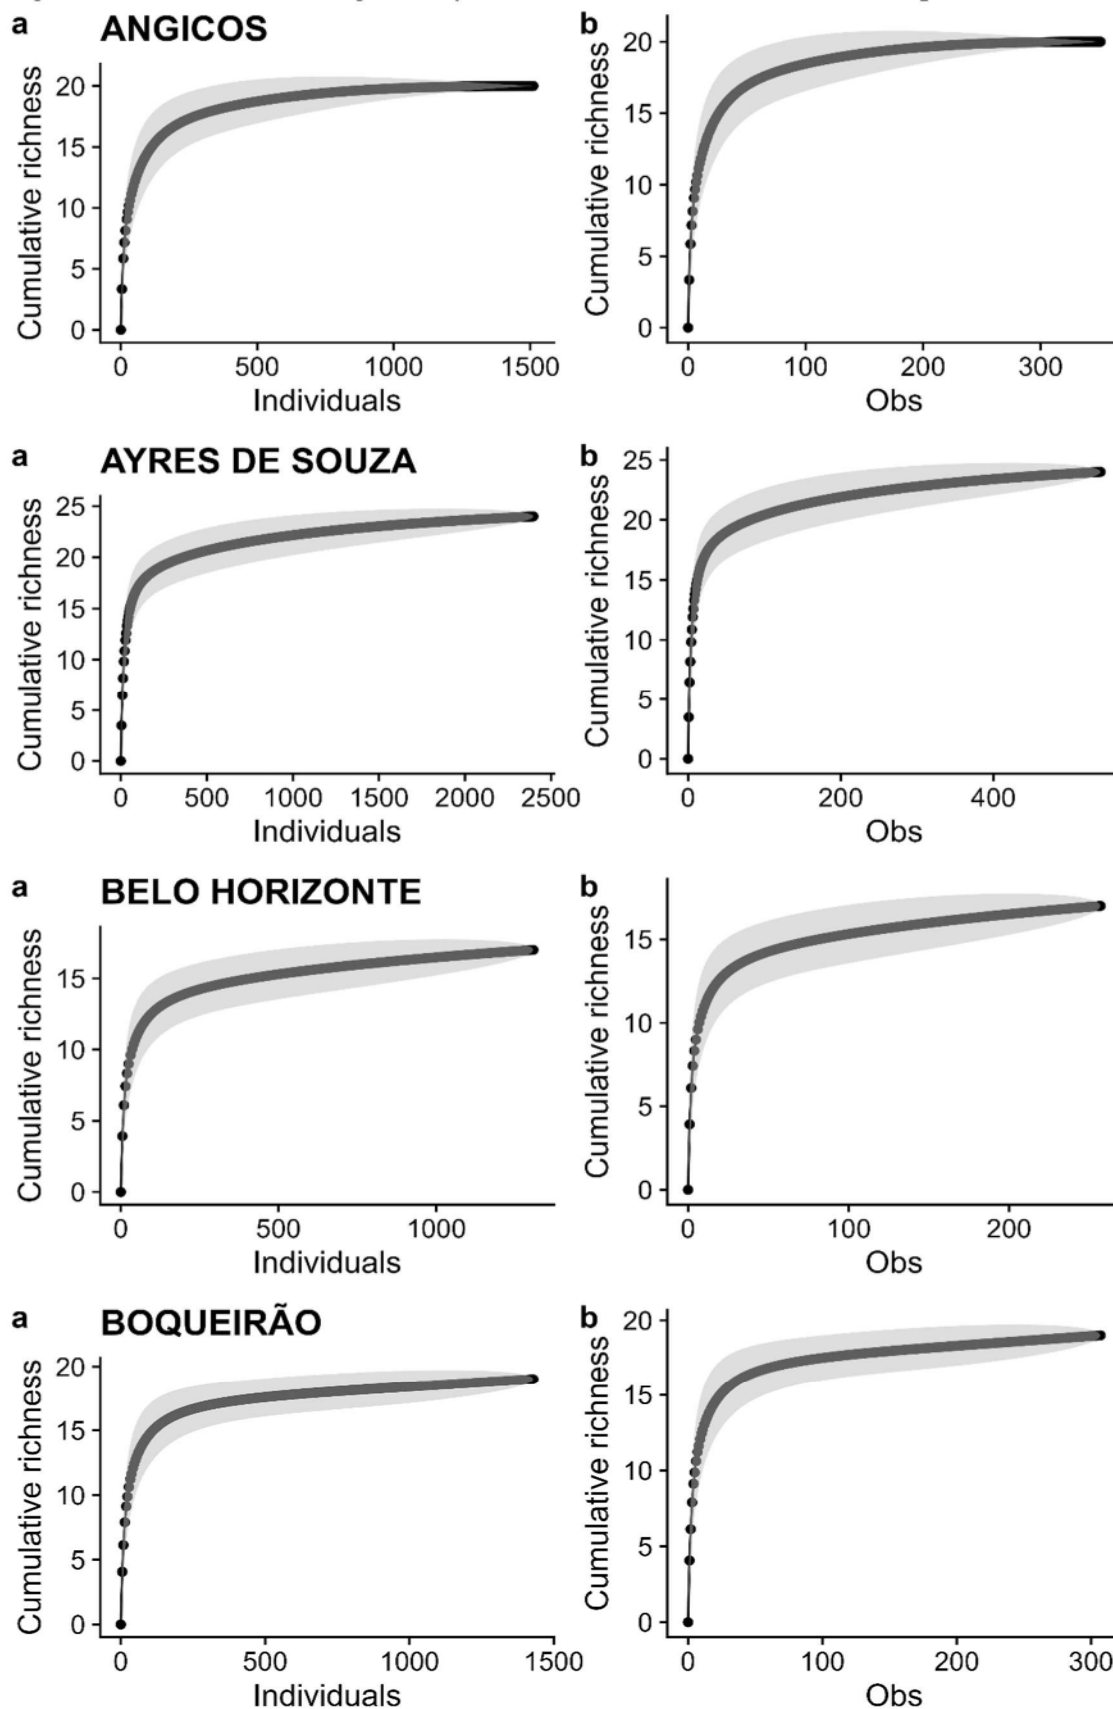 a ANGICOS
20
15
10
5
0
Cumulative richness
0 500 1000 1500
Individuals
b
20
15
10
5
0
Cumulative richness
0 100 200 300
Obs
a AYRES DE SOUZA
25
20
15
10
5
0
Cumulative richness
0 500 1000 1500 2000 2500
Individuals
b
25
20
15
10
5
0
Cumulative richness
0 200 400
Obs
a BELO HORIZONTE
15
10
5
0
Cumulative richness
0 500 1000
Individuals
b
15
10
5
0
Cumulative richness
0 100 200
Obs
a BOQUEIRÃO
20
15
10
5
0
Cumulative richness
0 500 1000 1500
Individuals
b
20
15
10
5
0
Cumulative richness
0 100 200 300
Obs